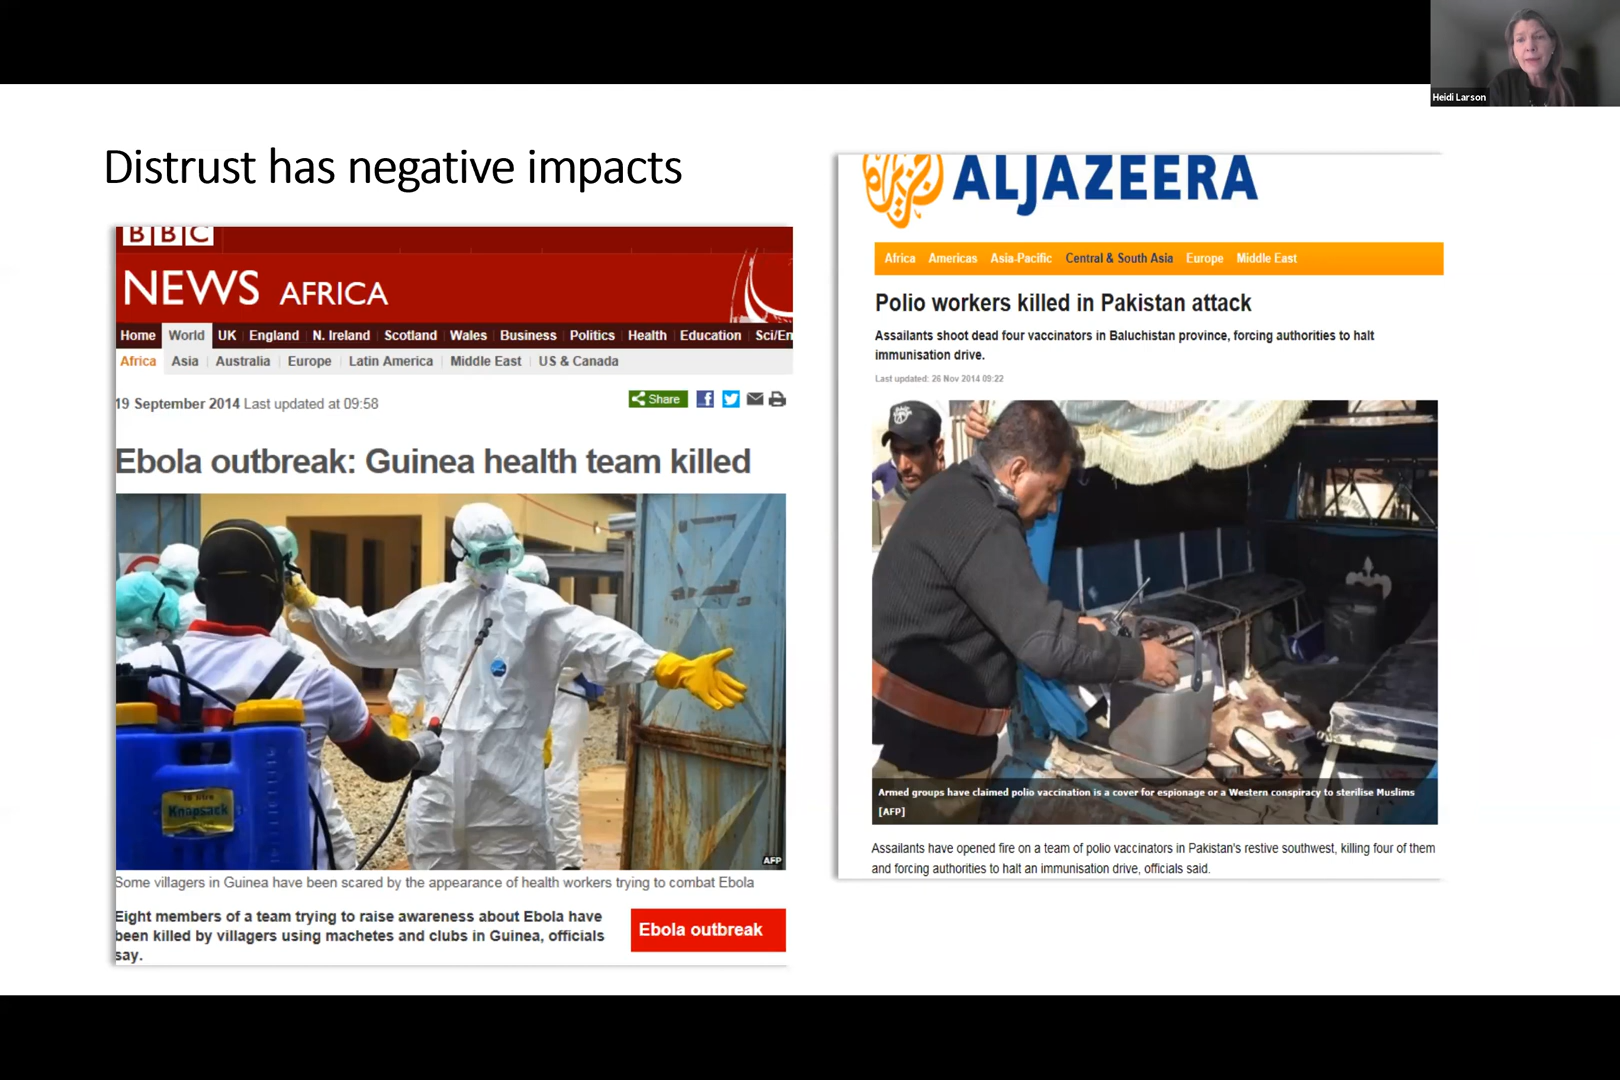 Heidi Larson
Distrust has negative impacts
BBC
NEWS AFRICA
Home World UK England N. Ireland Scotland Wales Business Politics Health Education Sci/En
Africa Asia Australia Europe Latin America Middle East US & Canada
19 September 2014 Last updated at 09:58
Share
Ebola outbreak: Guinea health team killed
16 litre
Knapsack
AFP
Some villagers in Guinea have been scared by the appearance of health workers trying to combat Ebola
Eight members of a team trying to raise awareness about Ebola have
been killed by villagers using machetes and clubs in Guinea, officials
say.
Ebola outbreak
ALJAZEERA
Africa Americas Asia-Pacific Central & South Asia Europe Middle East
Polio workers killed in Pakistan attack
Assailants shoot dead four vaccinators in Baluchistan province, forcing authorities to halt
immunisation drive.
Last updated: 26 Nov 2014 09:22
Armed groups have claimed polio vaccination is a cover for espionage or a Western conspiracy to sterilise Muslims
[AFP]
Assailants have opened fire on a team of polio vaccinators in Pakistan's restive southwest, killing four of them
and forcing authorities to halt an immunisation drive, officials said.